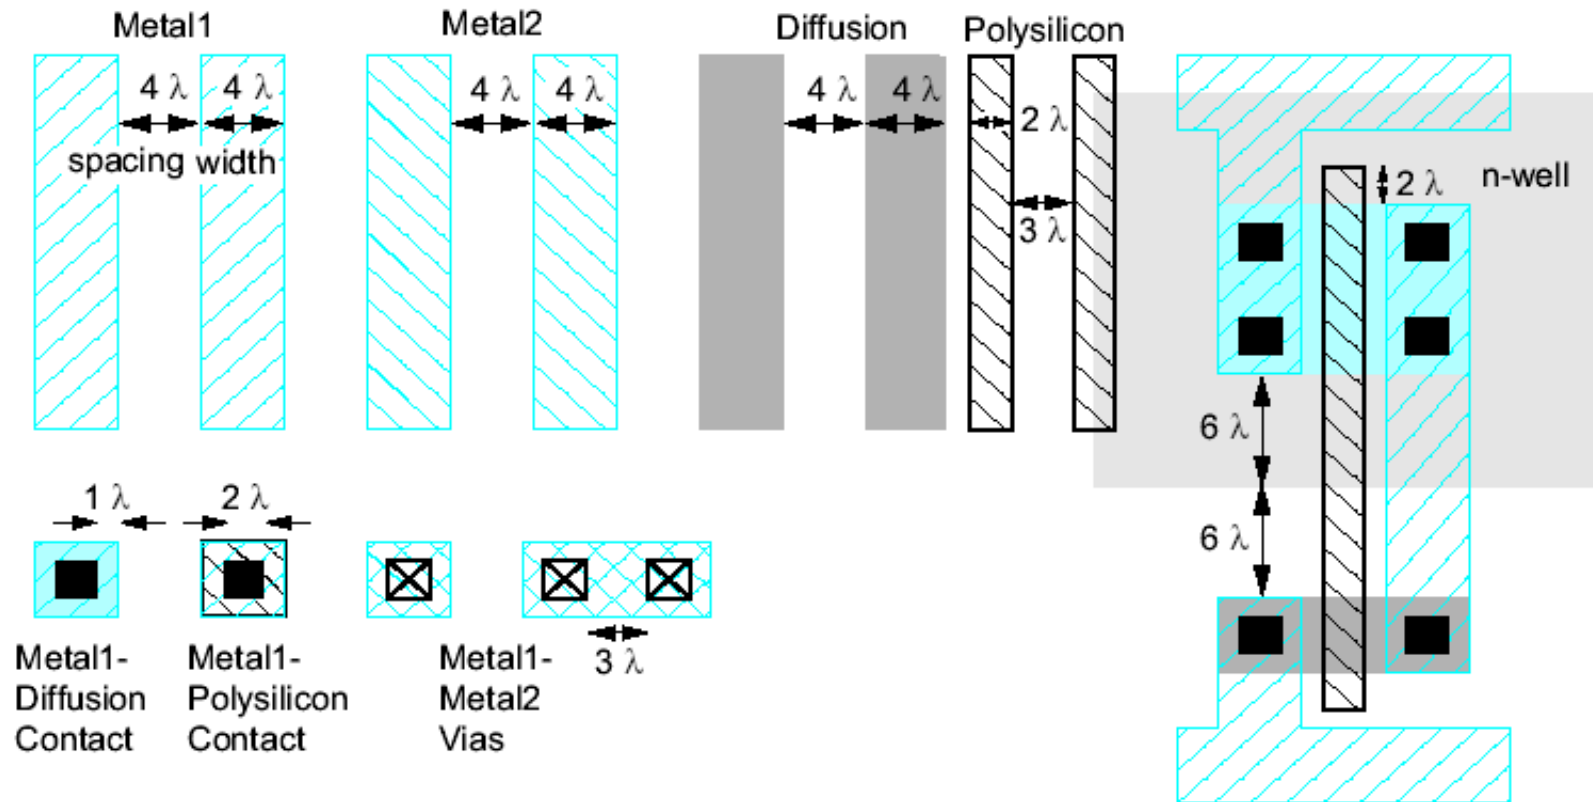 Metal1
Metal2
Diffusion
Polysilicon
4 λ
4 λ
4 λ
4 λ
4 λ
4 λ
2 λ
spacing width
3 λ
2 λ
n-well
6 λ
6 λ
1 λ
2 λ
3 λ
Metal1-
Diffusion
Contact
Metal1-
Polysilicon
Contact
Metal1-
Metal2
Vias